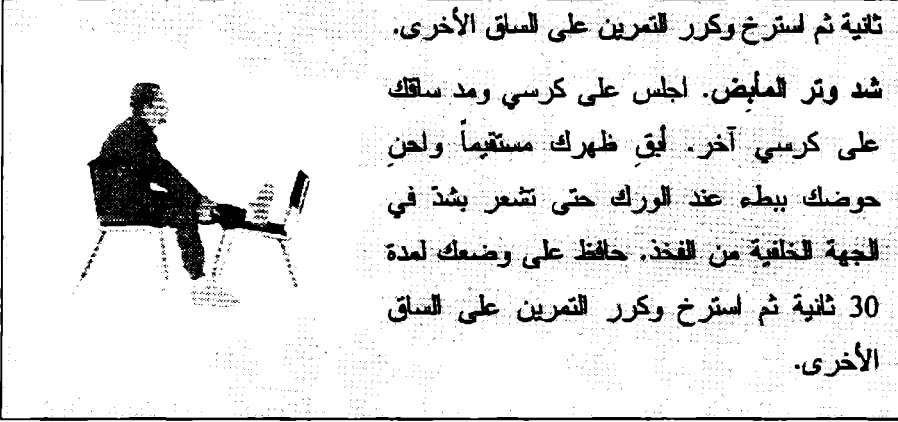 ثانية ثم استرخ وكرر التمرين على الساق الأخرى.
شد وتر المأبِض. اجلس على كرسي ومد ساقك
على كرسي آخر. أبقِ ظهرك مستقيماً واحنِ
حوضك ببطء عند الورك حتى تشعر بشدّ في
الجهة الخلفية من الفخذ. حافظ على وضعك لمدة
30 ثانية ثم استرخ وكرر التمرين على الساق
الأخرى.